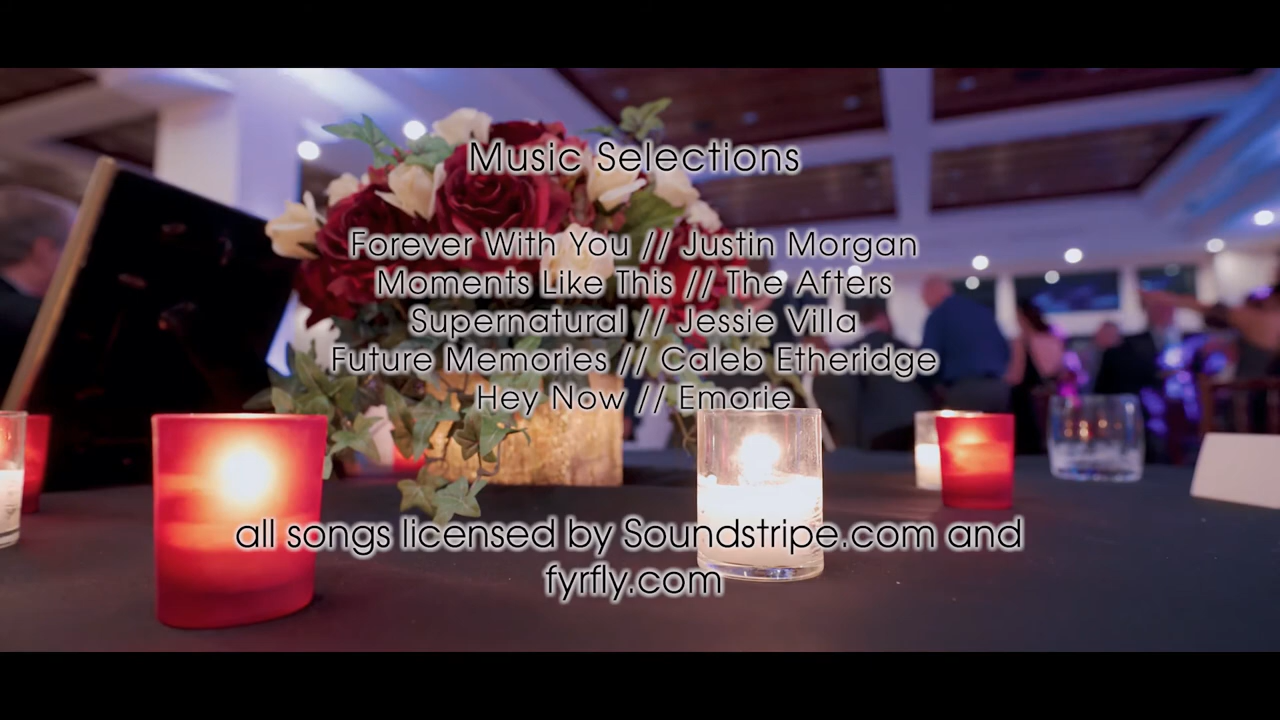 Music Selections
Forever With You // Justin Morgan
Moments Like This // The Afters
Supernatural // Jessie Villa
Future Memories // Caleb Etheridge
Hey Now // Emorie
all songs licensed by Soundstripe.com and
fyrfly.com